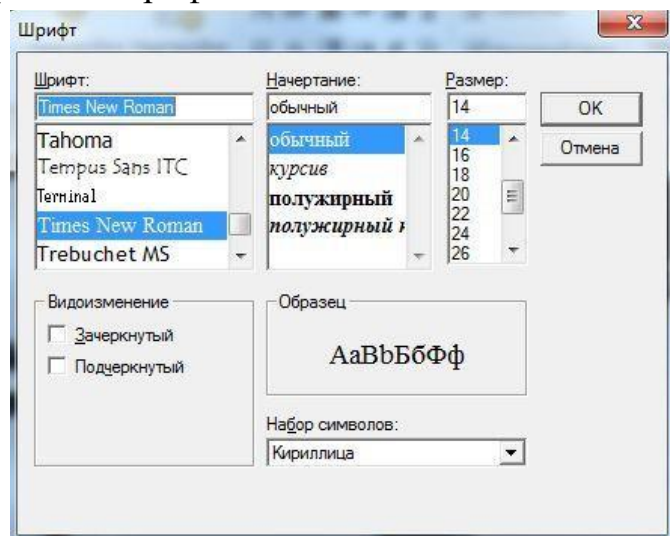 Шрифт
Шрифт:
Times New Roman
Tahoma
Tempus Sans ITC
Terminal
Times New Roman
Trebuchet MS
Начертание:
обычный
обычный
курсив
полужирный
полужирный к
Размер:
14
14
16
18
20
22
24
26
OK
Отмена
Видоизменение
Зачеркнутый
Подчеркнутый
Образец
АаВbБбФф
Набор символов:
Кириллица